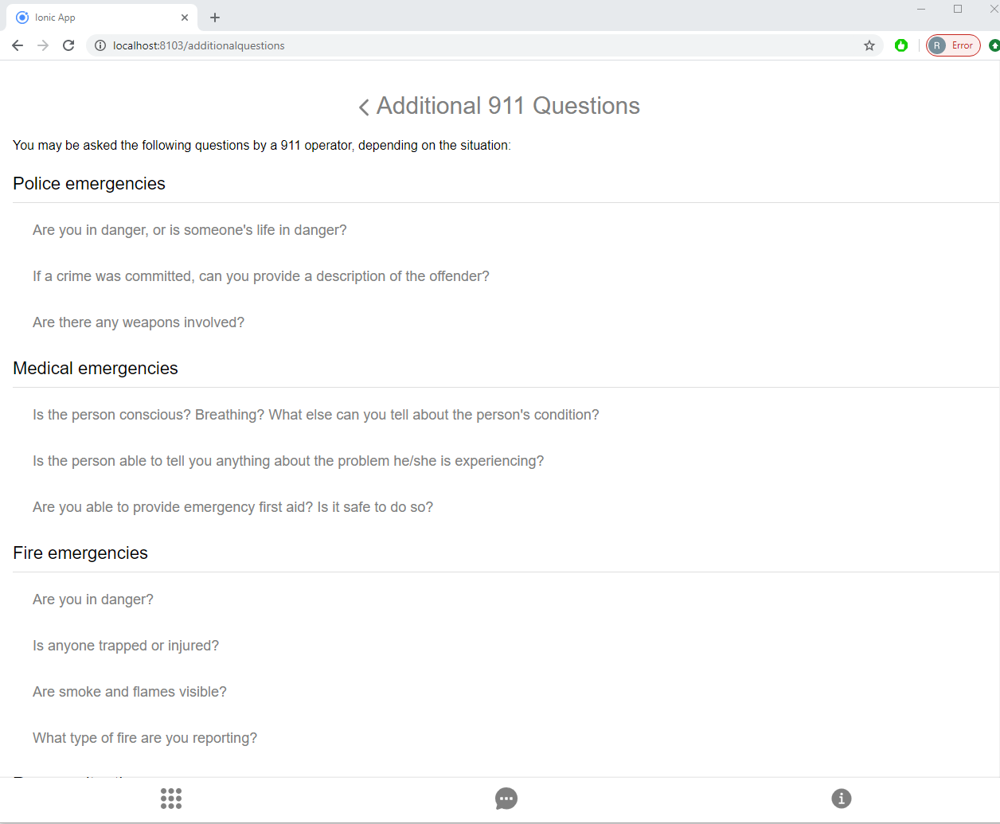 Ionic App
localhost:8103/additionalquestions
R Error
Additional 911 Questions
You may be asked the following questions by a 911 operator, depending on the situation:
Police emergencies
Are you in danger, or is someone's life in danger?
If a crime was committed, can you provide a description of the offender?
Are there any weapons involved?
Medical emergencies
Is the person conscious? Breathing? What else can you tell about the person's condition?
Is the person able to tell you anything about the problem he/she is experiencing?
Are you able to provide emergency first aid? Is it safe to do so?
Fire emergencies
Are you in danger?
Is anyone trapped or injured?
Are smoke and flames visible?
What type of fire are you reporting?